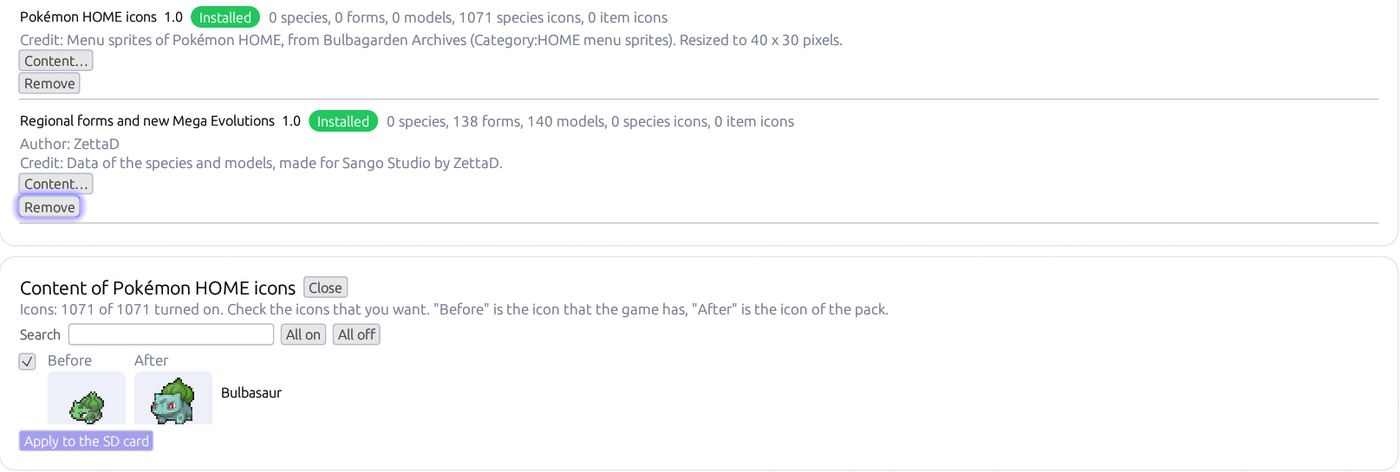 Pokémon HOME icons 1.0 Installed 0 species, 0 forms, 0 models, 1071 species icons, 0 item icons
Credit: Menu sprites of Pokémon HOME, from Bulbagarden Archives (Category:HOME menu sprites). Resized to 40 x 30 pixels.
Content...
Remove
Regional forms and new Mega Evolutions 1.0 Installed 0 species, 138 forms, 140 models, 0 species icons, 0 item icons
Author: ZettaD
Credit: Data of the species and models, made for Sango Studio by ZettaD.
Content...
Remove
Content of Pokémon HOME icons Close
Icons: 1071 of 1071 turned on. Check the icons that you want. "Before" is the icon that the game has, "After" is the icon of the pack.
Search All on All off
Before After
Bulbasaur
Apply to the SD card